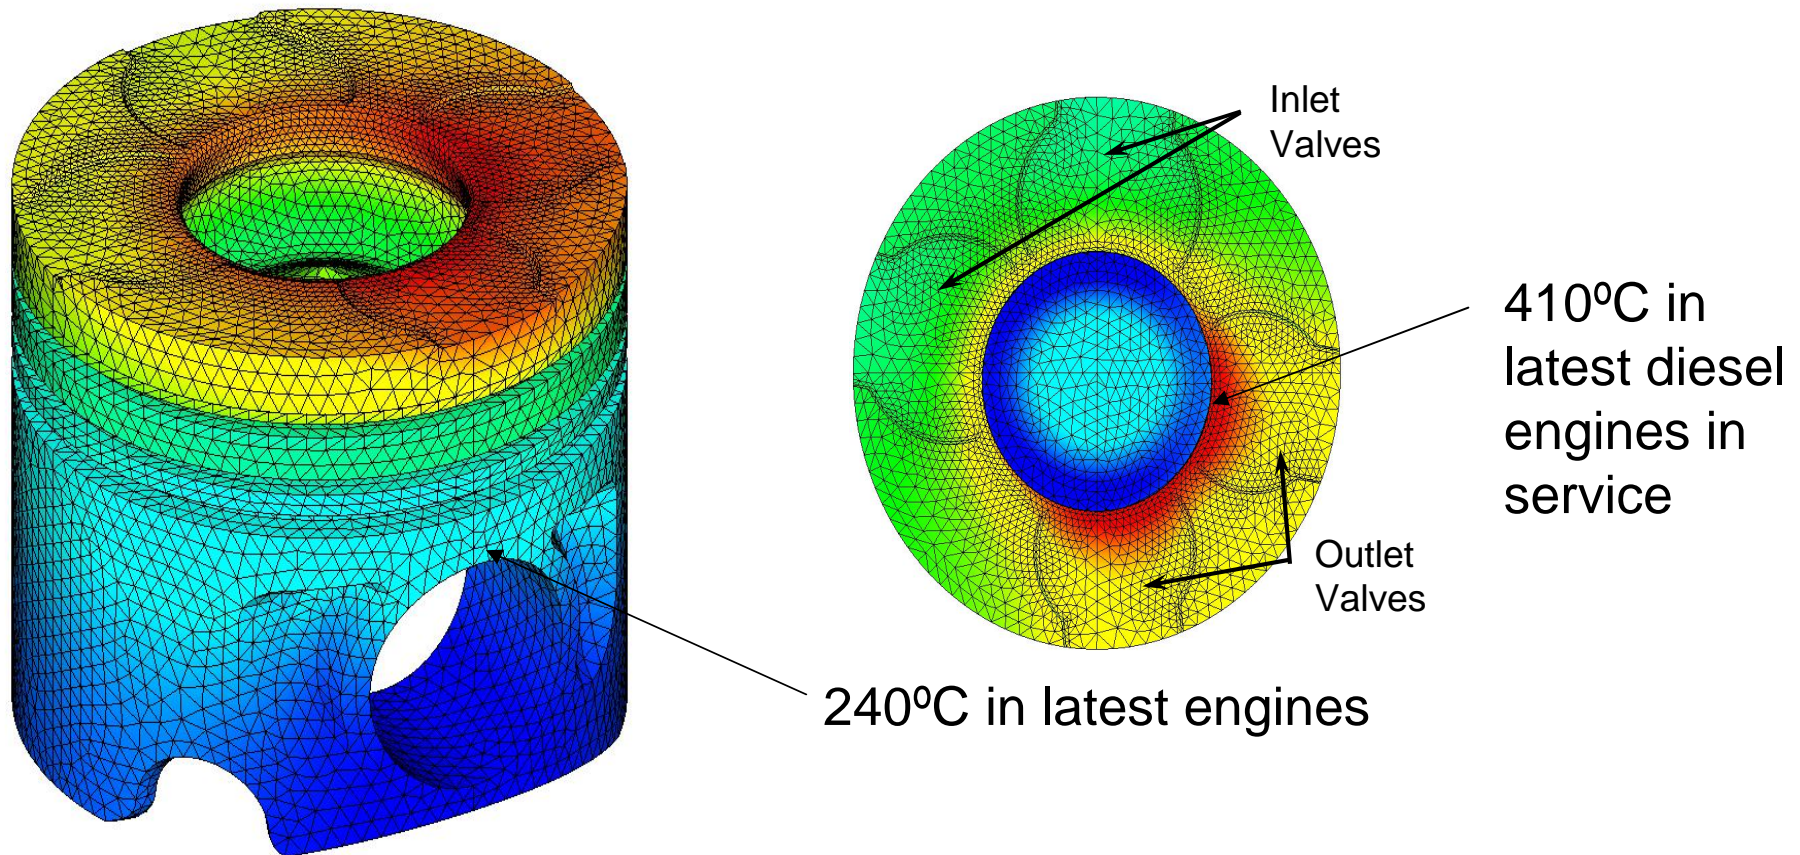 Inlet
Valves
410ºC in
latest diesel
engines in
service
Outlet
Valves
240ºC in latest engines